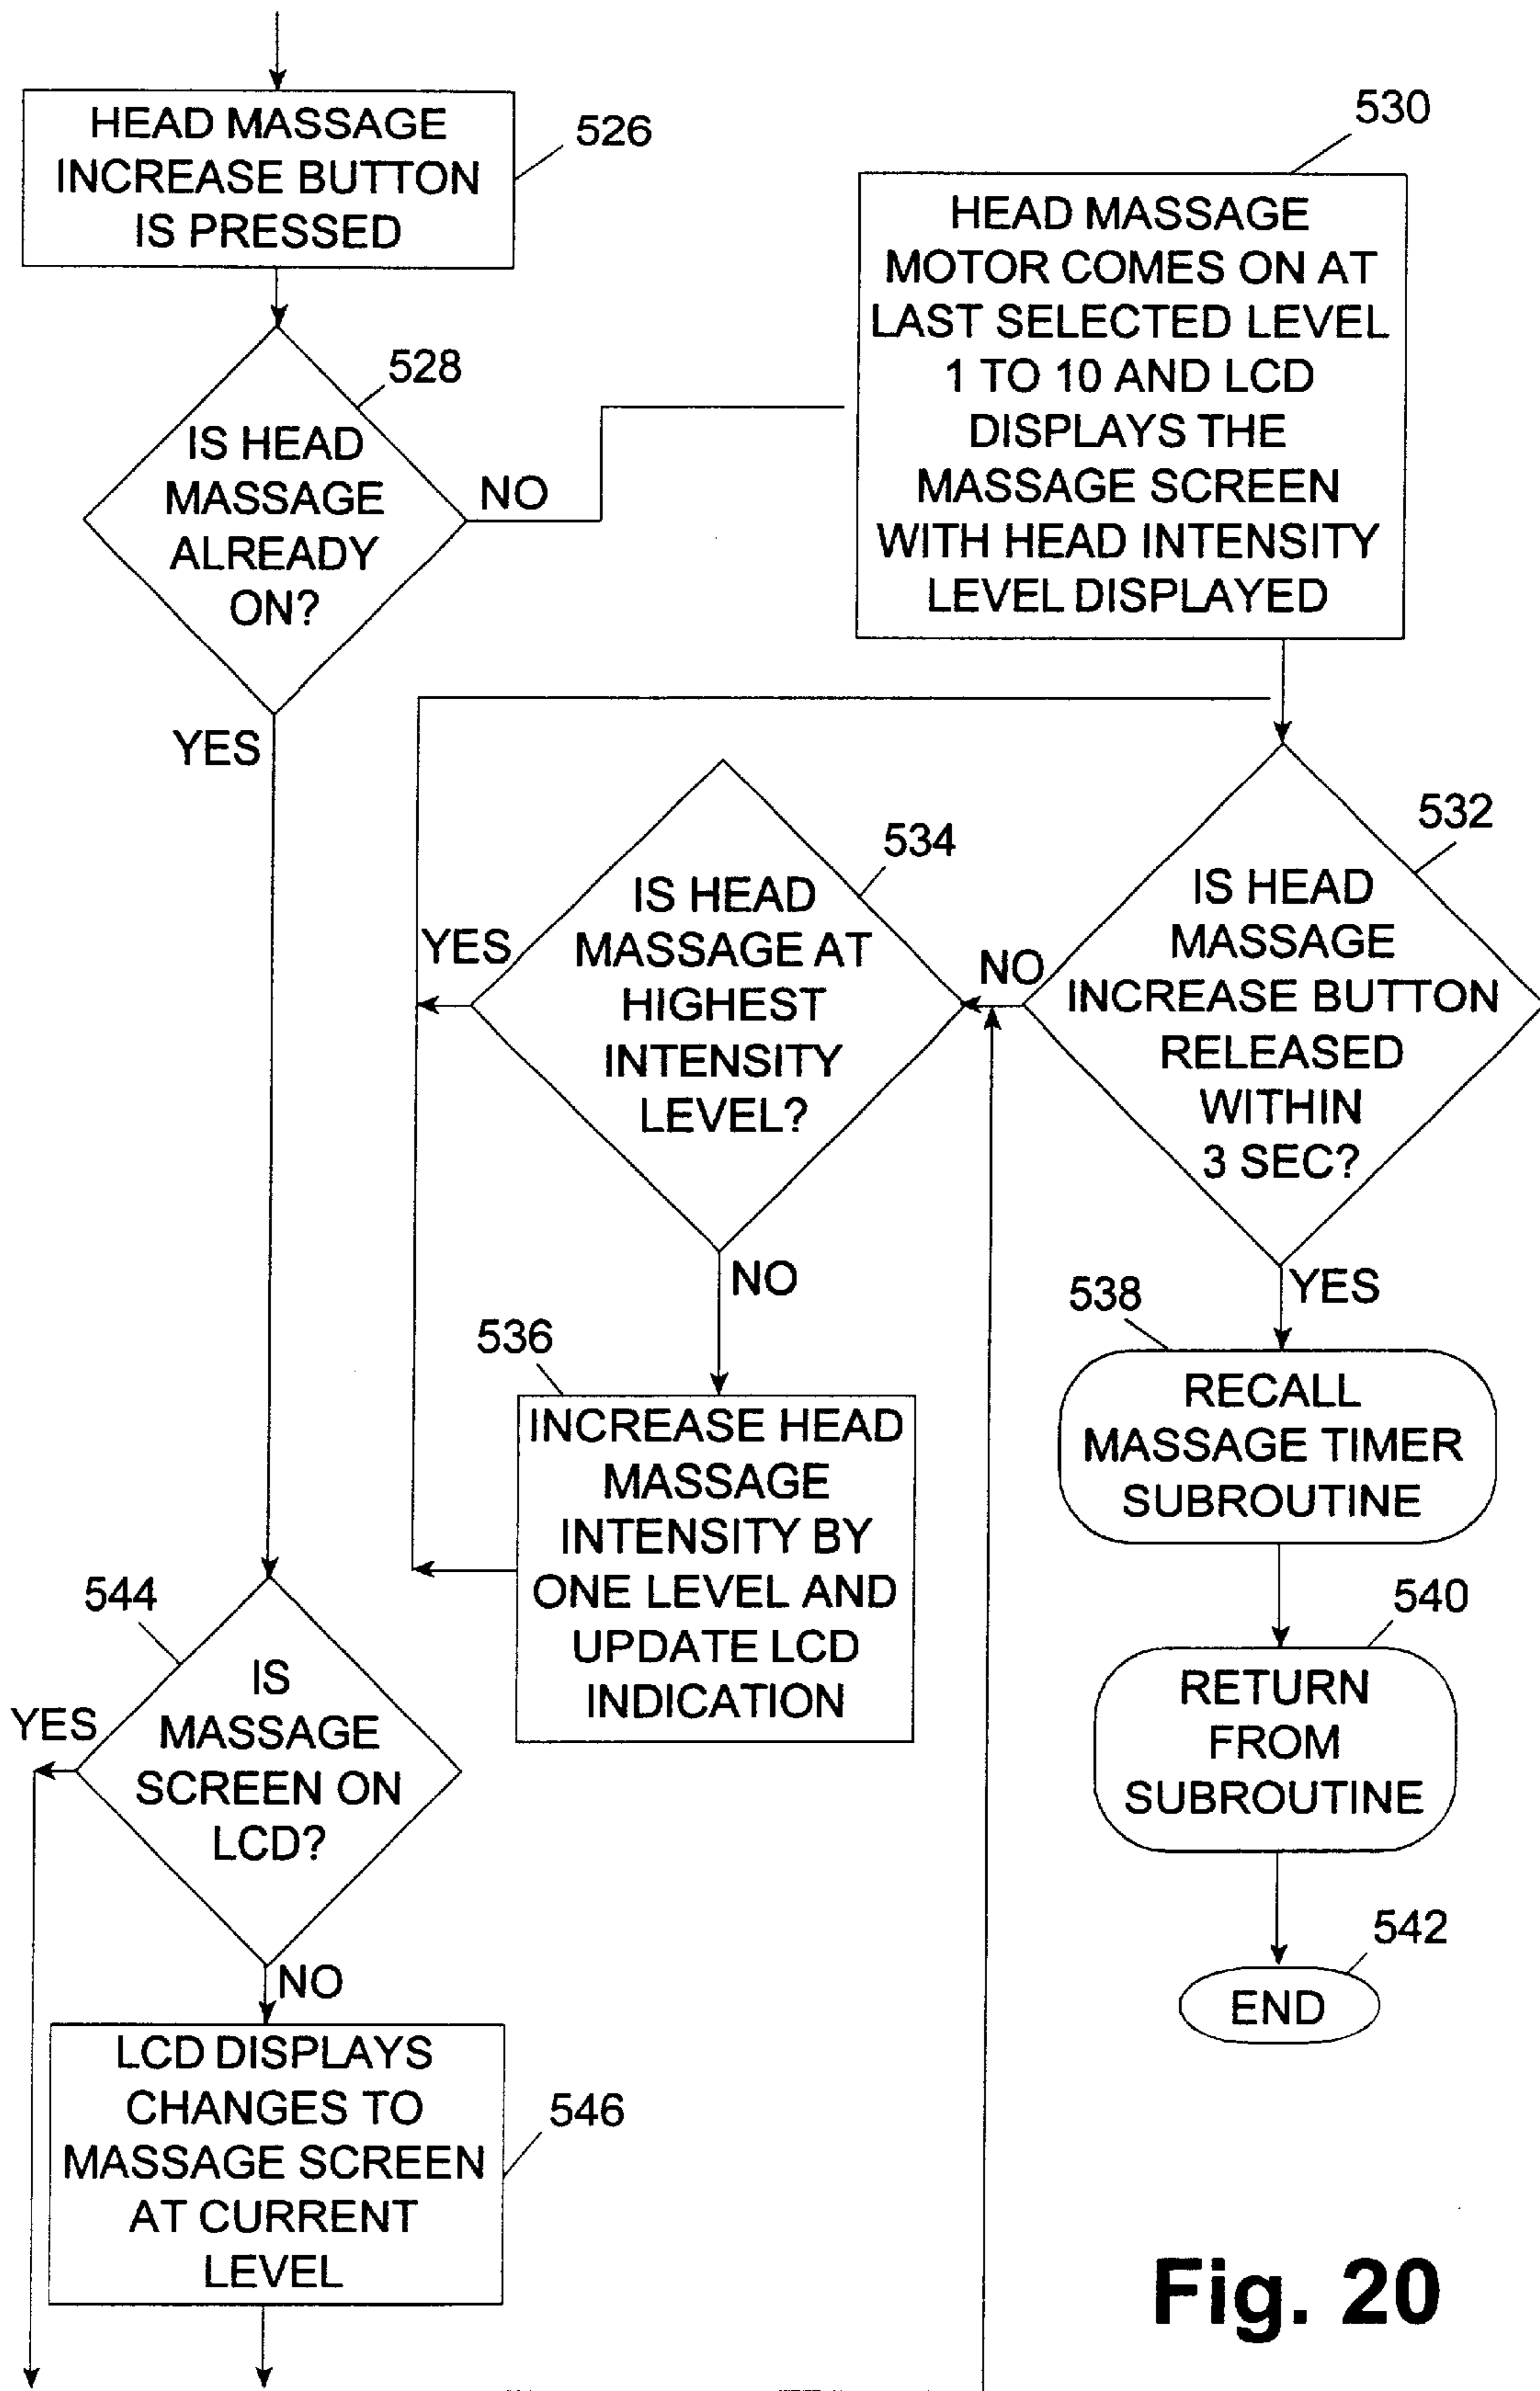 HEAD MASSAGE
INCREASE BUTTON
IS PRESSED
526
530
HEAD MASSAGE
MOTOR COMES ON AT
LAST SELECTED LEVEL
1 TO 10 AND LCD
DISPLAYS THE
MASSAGE SCREEN
WITH HEAD INTENSITY
LEVEL DISPLAYED
528
IS HEAD
MASSAGE
ALREADY
ON?
NO
YES
532
IS HEAD
MASSAGE
INCREASE BUTTON
RELEASED
WITHIN
3 SEC?
NO
YES
534
IS HEAD
MASSAGE AT
HIGHEST
INTENSITY
LEVEL?
YES
NO
536
INCREASE HEAD
MASSAGE
INTENSITY BY
ONE LEVEL AND
UPDATE LCD
INDICATION
538
RECALL
MASSAGE TIMER
SUBROUTINE
540
RETURN
FROM
SUBROUTINE
542
END
544
IS
MASSAGE
SCREEN ON
LCD?
YES
NO
LCD DISPLAYS
CHANGES TO
MASSAGE SCREEN
AT CURRENT
LEVEL
546
Fig. 20